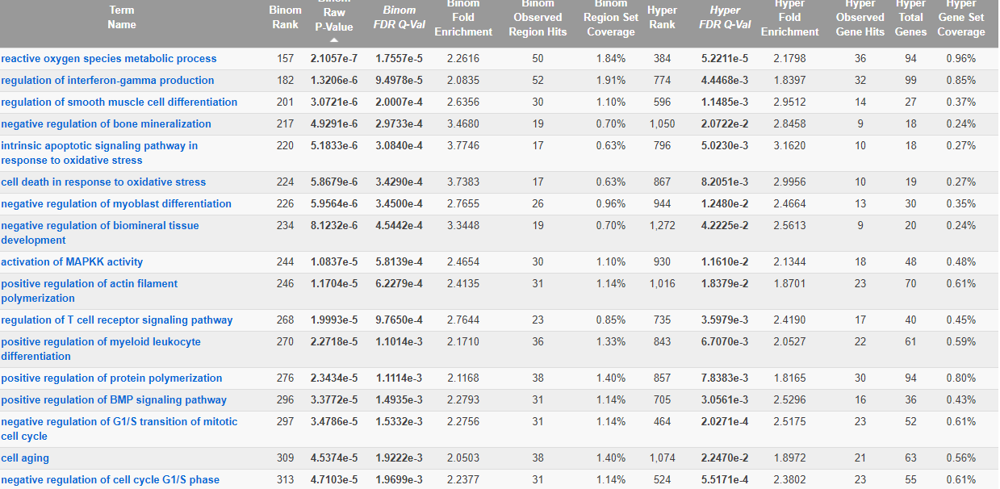 Term Name Binom Rank Binom Raw P-Value Binom FDR Q-Val Binom Fold Enrichment Binom Observed Region Hits Binom Region Set Coverage Hyper Rank Hyper FDR Q-Val Hyper Fold Enrichment Hyper Observed Gene Hits Hyper Total Genes Hyper Gene Set Coverage
reactive oxygen species metabolic process 157 2.1057e-7 1.7557e-5 2.2616 50 1.84% 384 5.2211e-5 2.1798 36 94 0.96%
regulation of interferon-gamma production 182 1.3206e-6 9.4978e-5 2.0835 52 1.91% 774 4.4468e-3 1.8397 32 99 0.85%
regulation of smooth muscle cell differentiation 201 3.0721e-6 2.0007e-4 2.6356 30 1.10% 596 1.1485e-3 2.9512 14 27 0.37%
negative regulation of bone mineralization 217 4.9291e-6 2.9733e-4 3.4680 19 0.70% 1,050 2.0722e-2 2.8458 9 18 0.24%
intrinsic apoptotic signaling pathway in 220 5.1833e-6 3.0840e-4 3.7746 17 0.63% 796 5.0230e-3 3.1620 10 18 0.27%
response to oxidative stress
cell death in response to oxidative stress 224 5.8679e-6 3.4290e-4 3.7383 17 0.63% 867 8.2051e-3 2.9956 10 19 0.27%
negative regulation of myoblast differentiation 226 5.9564e-6 3.4500e-4 2.7655 26 0.96% 944 1.2480e-2 2.4664 13 30 0.35%
negative regulation of biomineral tissue 234 8.1232e-6 4.5442e-4 3.3448 19 0.70% 1,272 4.2225e-2 2.5613 9 20 0.24%
development
activation of MAPKK activity 244 1.0837e-5 5.8139e-4 2.4654 30 1.10% 930 1.1610e-2 2.1344 18 48 0.48%
positive regulation of actin filament 246 1.1704e-5 6.2279e-4 2.4135 31 1.14% 1,016 1.8379e-2 1.8701 23 70 0.61%
polymerization
regulation of T cell receptor signaling pathway 268 1.9993e-5 9.7650e-4 2.7644 23 0.85% 735 3.5979e-3 2.4190 17 40 0.45%
positive regulation of myeloid leukocyte 270 2.2718e-5 1.1014e-3 2.1710 36 1.33% 843 6.7070e-3 2.0527 22 61 0.59%
differentiation
positive regulation of protein polymerization 276 2.3434e-5 1.1114e-3 2.1168 38 1.40% 857 7.8383e-3 1.8165 30 94 0.80%
positive regulation of BMP signaling pathway 296 3.3772e-5 1.4935e-3 2.2793 31 1.14% 705 3.0561e-3 2.5296 16 36 0.43%
negative regulation of G1/S transition of mitotic 297 3.4786e-5 1.5332e-3 2.2756 31 1.14% 464 2.0271e-4 2.5175 23 52 0.61%
cell cycle
cell aging 309 4.5374e-5 1.9222e-3 2.0503 38 1.40% 1,074 2.2470e-2 1.8972 21 63 0.56%
negative regulation of cell cycle G1/S phase 313 4.7103e-5 1.9699e-3 2.2377 31 1.14% 524 5.5171e-4 2.3802 23 55 0.61%